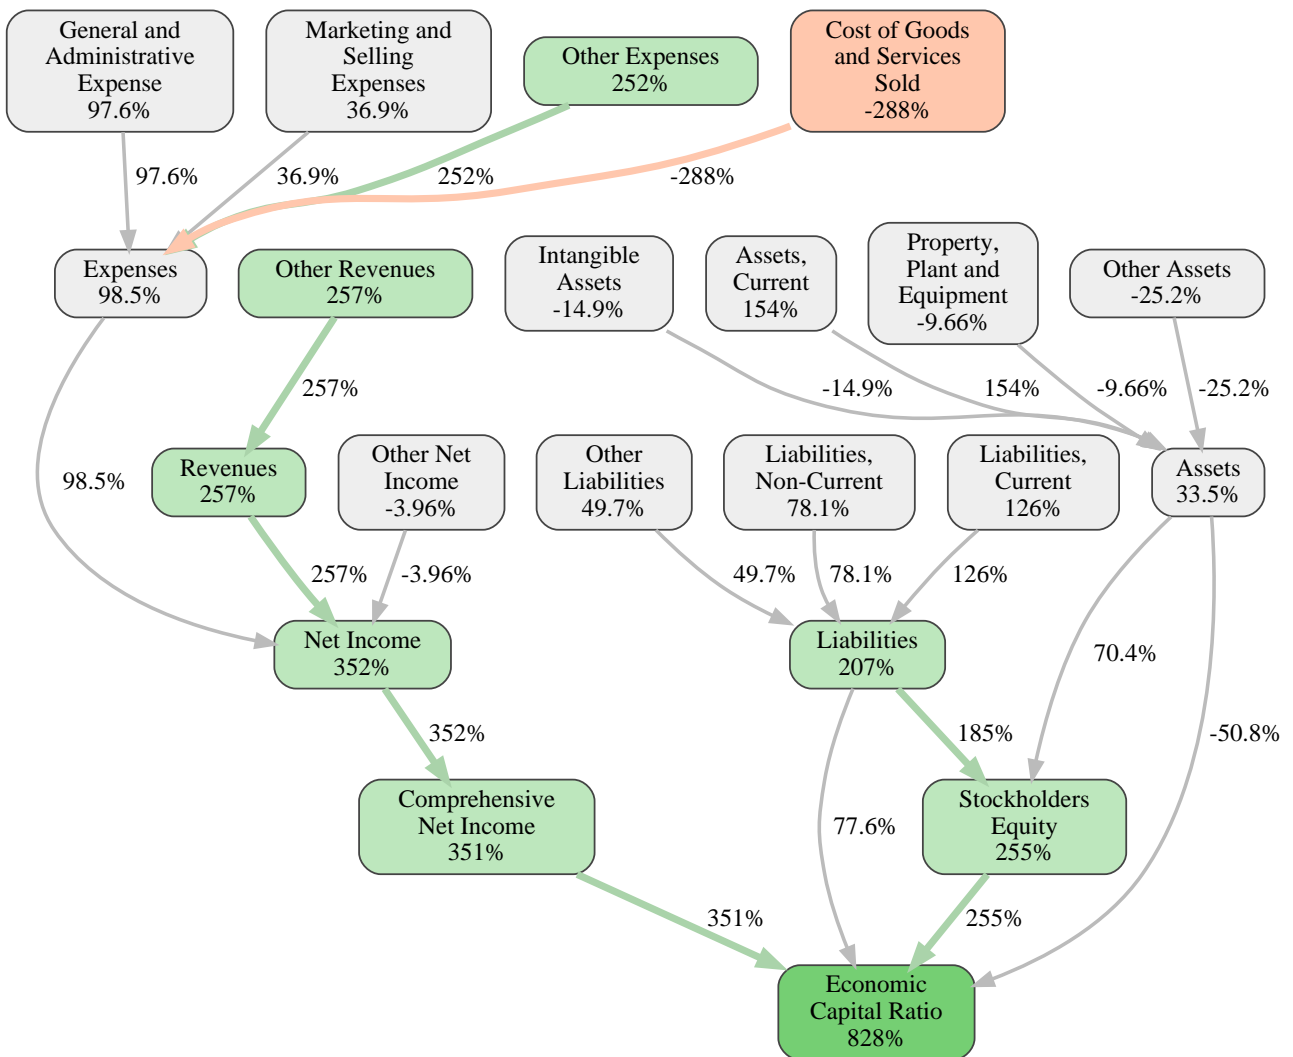 General and
Administrative
Expense
97.6%
Marketing and
Selling
Expenses
36.9%
Other Expenses
252%
Cost of Goods
and Services
Sold
-288%
97.6%
36.9%
252%
-288%
Expenses
98.5%
Other Revenues
257%
Intangible
Assets
-14.9%
Assets,
Current
154%
Property,
Plant and
Equipment
-9.66%
Other Assets
-25.2%
257%
-14.9%
154%
-9.66%
-25.2%
98.5%
Revenues
257%
Other Net
Income
-3.96%
Other
Liabilities
49.7%
Liabilities,
Non-Current
78.1%
Liabilities,
Current
126%
Assets
33.5%
257%
-3.96%
49.7%
78.1%
126%
Net Income
352%
Liabilities
207%
70.4%
-50.8%
352%
185%
Comprehensive
Net Income
351%
77.6%
Stockholders
Equity
255%
351%
255%
Economic
Capital Ratio
828%